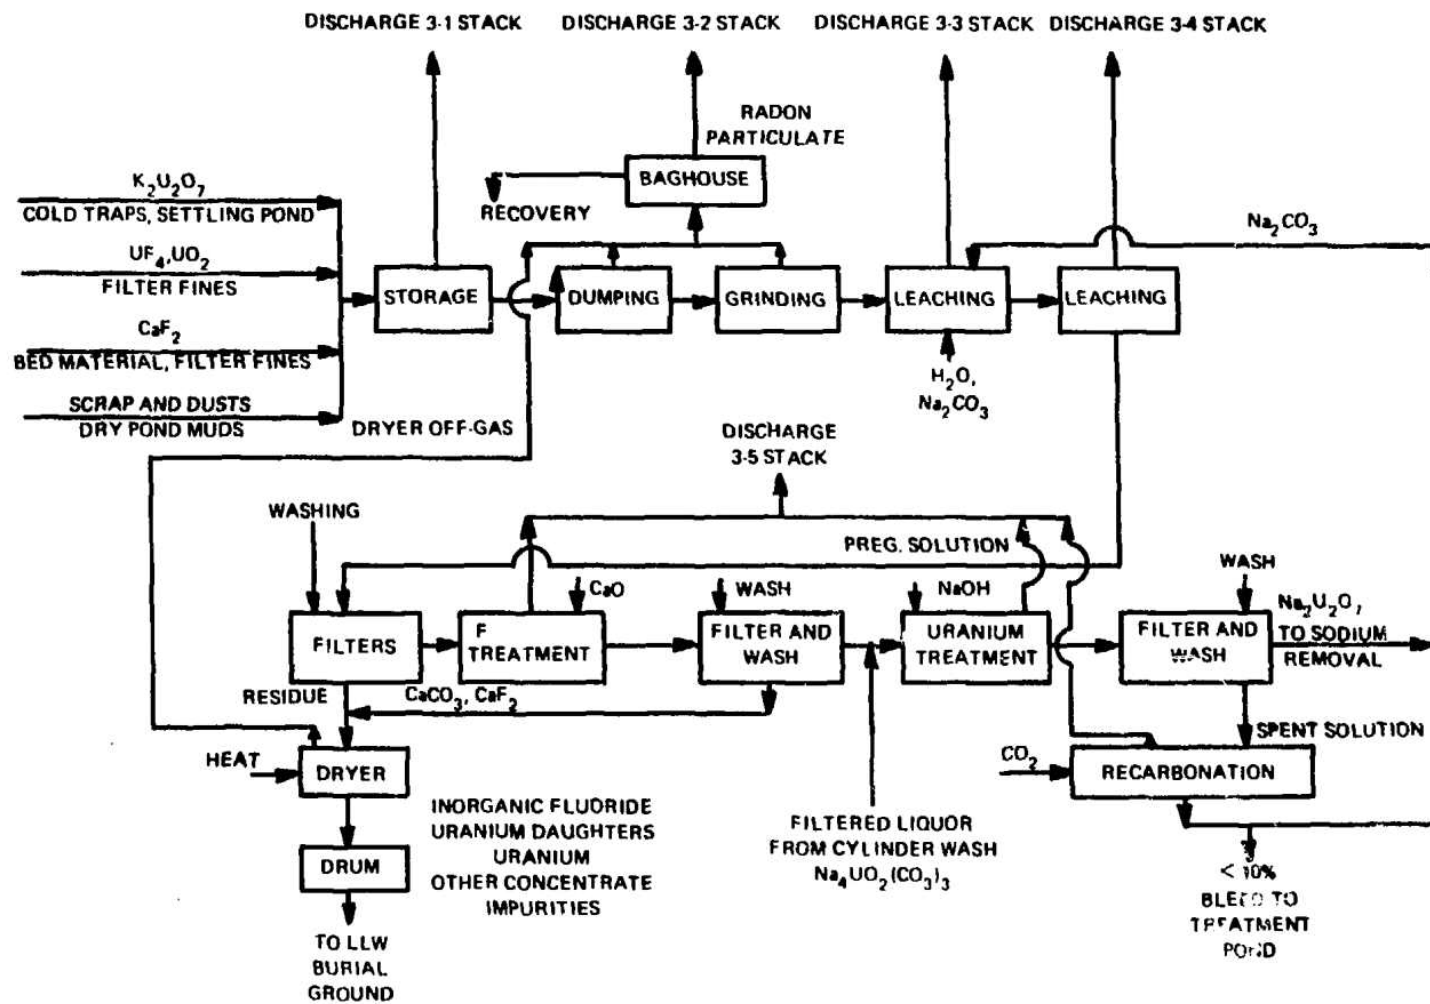 DISCHARGE 3-1 STACK
DISCHARGE 3-2 STACK
DISCHARGE 3-3 STACK
DISCHARGE 3-4 STACK
RADON
PARTICULATE
BAGHOUSE
RECOVERY
K₂U₂O₇
COLD TRAPS, SETTLING POND
UF₄,UO₂
FILTER FINES
CaF₂
BED MATERIAL, FILTER FINES
SCRAP AND DUSTS
DRY POND MUDS
STORAGE
DUMPING
GRINDING
LEACHING
LEACHING
Na₂CO₃
H₂O,
Na₂CO₃
DRYER OFF-GAS
DISCHARGE
3-5 STACK
WASHING
PREG. SOLUTION
CaO
WASH
NaOH
WASH
FILTERS
F
TREATMENT
FILTER AND
WASH
URANIUM
TREATMENT
FILTER AND
WASH
Na₂U₂O₇
TO SODIUM
REMOVAL
RESIDUE
CaCO₃, CaF₂
SPENT SOLUTION
HEAT
DRYER
CO₂
RECARBONATION
DRUM
INORGANIC FLUORIDE
URANIUM DAUGHTERS
URANIUM
OTHER CONCENTRATE
IMPURITIES
FILTERED LIQUOR
FROM CYLINDER WASH
Na₄UO₂(CO₃)₃
< 10%
BLEED TO
TREATMENT
POND
TO LLW
BURIAL
GROUND